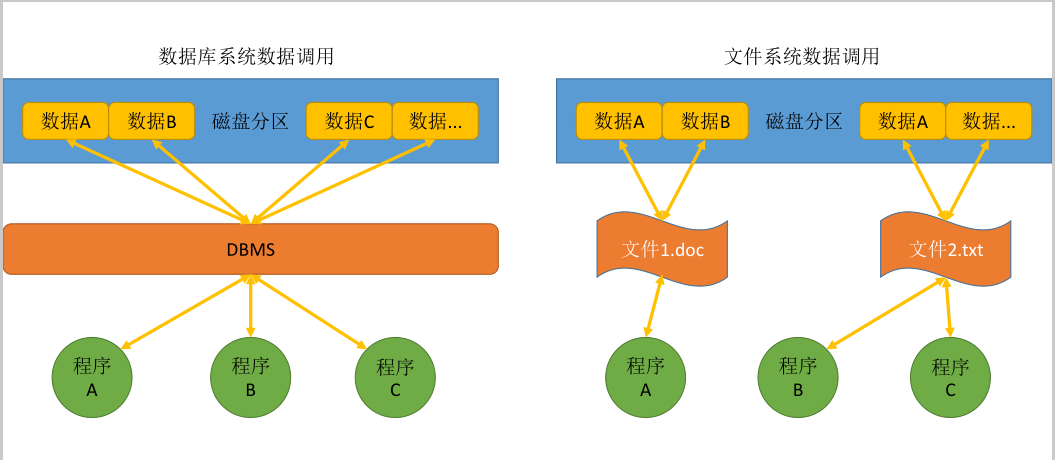 数据库系统数据调用
文件系统数据调用
数据A
数据B
磁盘分区
数据C
数据...
数据A
数据B
磁盘分区
数据A
数据...
DBMS
文件1.doc
文件2.txt
程序
A
程序
B
程序
C
程序
A
程序
B
程序
C